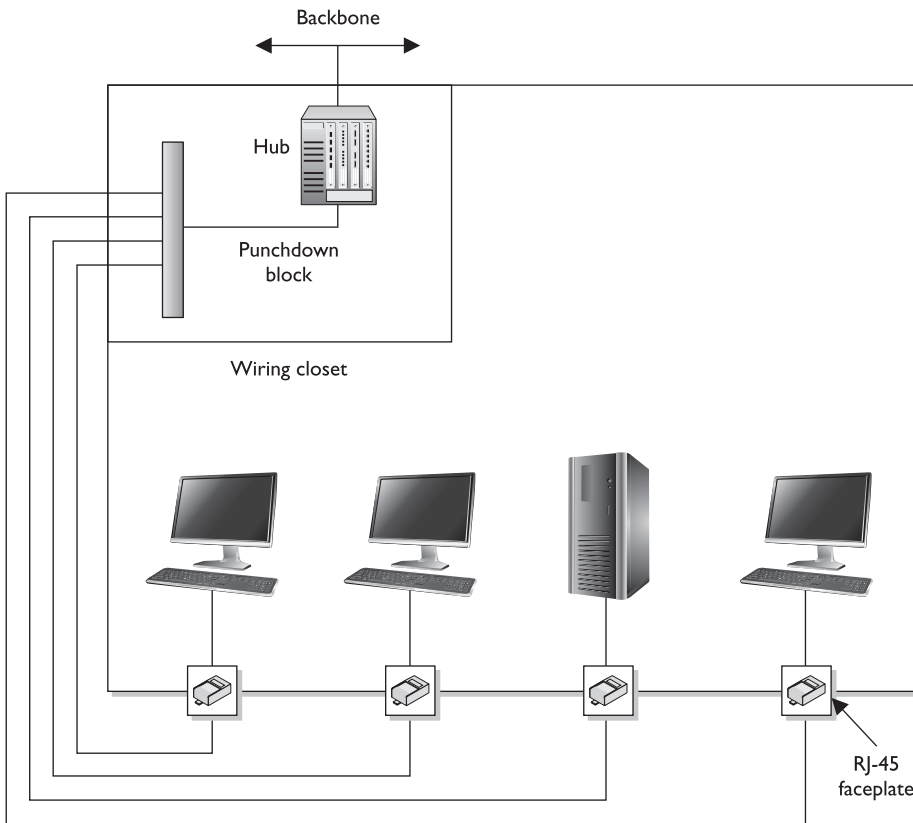 Backbone
Hub
Punchdown
block
Wiring closet
RJ-45
faceplate